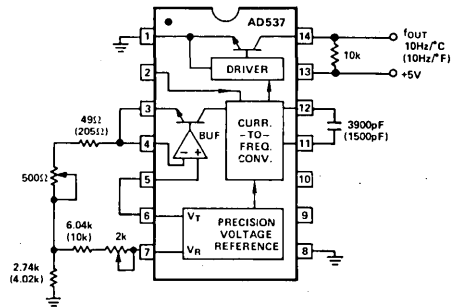 AD537
1
14
fOUT
10Hz/°C
(10Hz/°F)
10k
DRIVER
2
13
+5V
3
12
49Ω
(205Ω)
BUF
CURR.
-TO-
FREQ.
CONV.
3900pF
(1500pF)
4
- +
11
500Ω
5
10
6
VT
PRECISION
VOLTAGE
REFERENCE
9
6.04k
(10k)
2k
7
VR
8
2.74k
(4.02k)